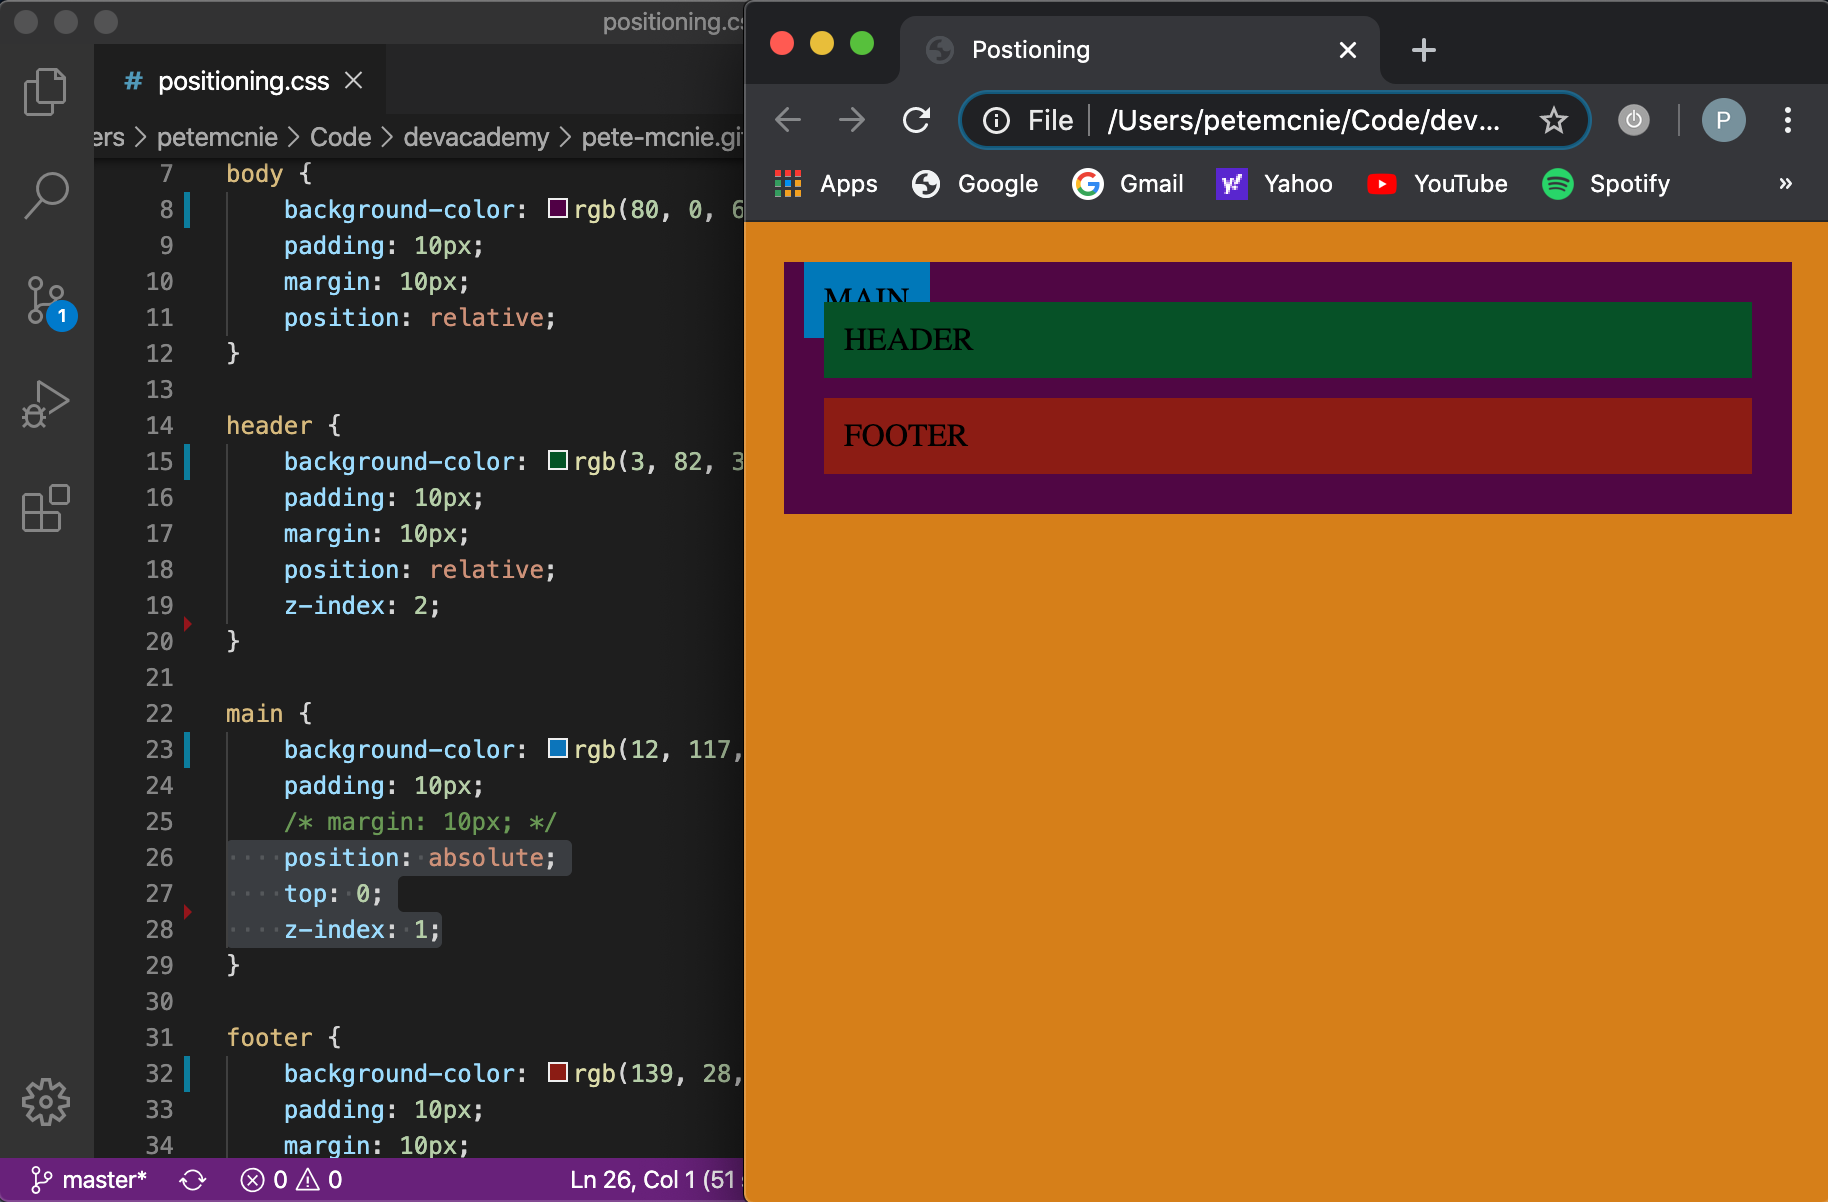 positioning.cs
# positioning.css
ers > petemcnie > Code > devacademy > pete-mcnie.gi
7 body {
8 background-color: rgb(80, 0, 6
9 padding: 10px;
10 margin: 10px;
11 position: relative;
12 }
13
14 header {
15 background-color: rgb(3, 82, 3
16 padding: 10px;
17 margin: 10px;
18 position: relative;
19 z-index: 2;
20 }
21
22 main {
23 background-color: rgb(12, 117,
24 padding: 10px;
25 /* margin: 10px; */
26 ····position:·absolute;
27 ····top:·0;
28 ····z-index:·1;
29 }
30
31 footer {
32 background-color: rgb(139, 28,
33 padding: 10px;
34 margin: 10px;
1
master* 0 0 Ln 26, Col 1 (51
Postioning
File | /Users/petemcnie/Code/dev...
P
Apps Google Gmail Yahoo YouTube Spotify »
MAIN
HEADER
FOOTER